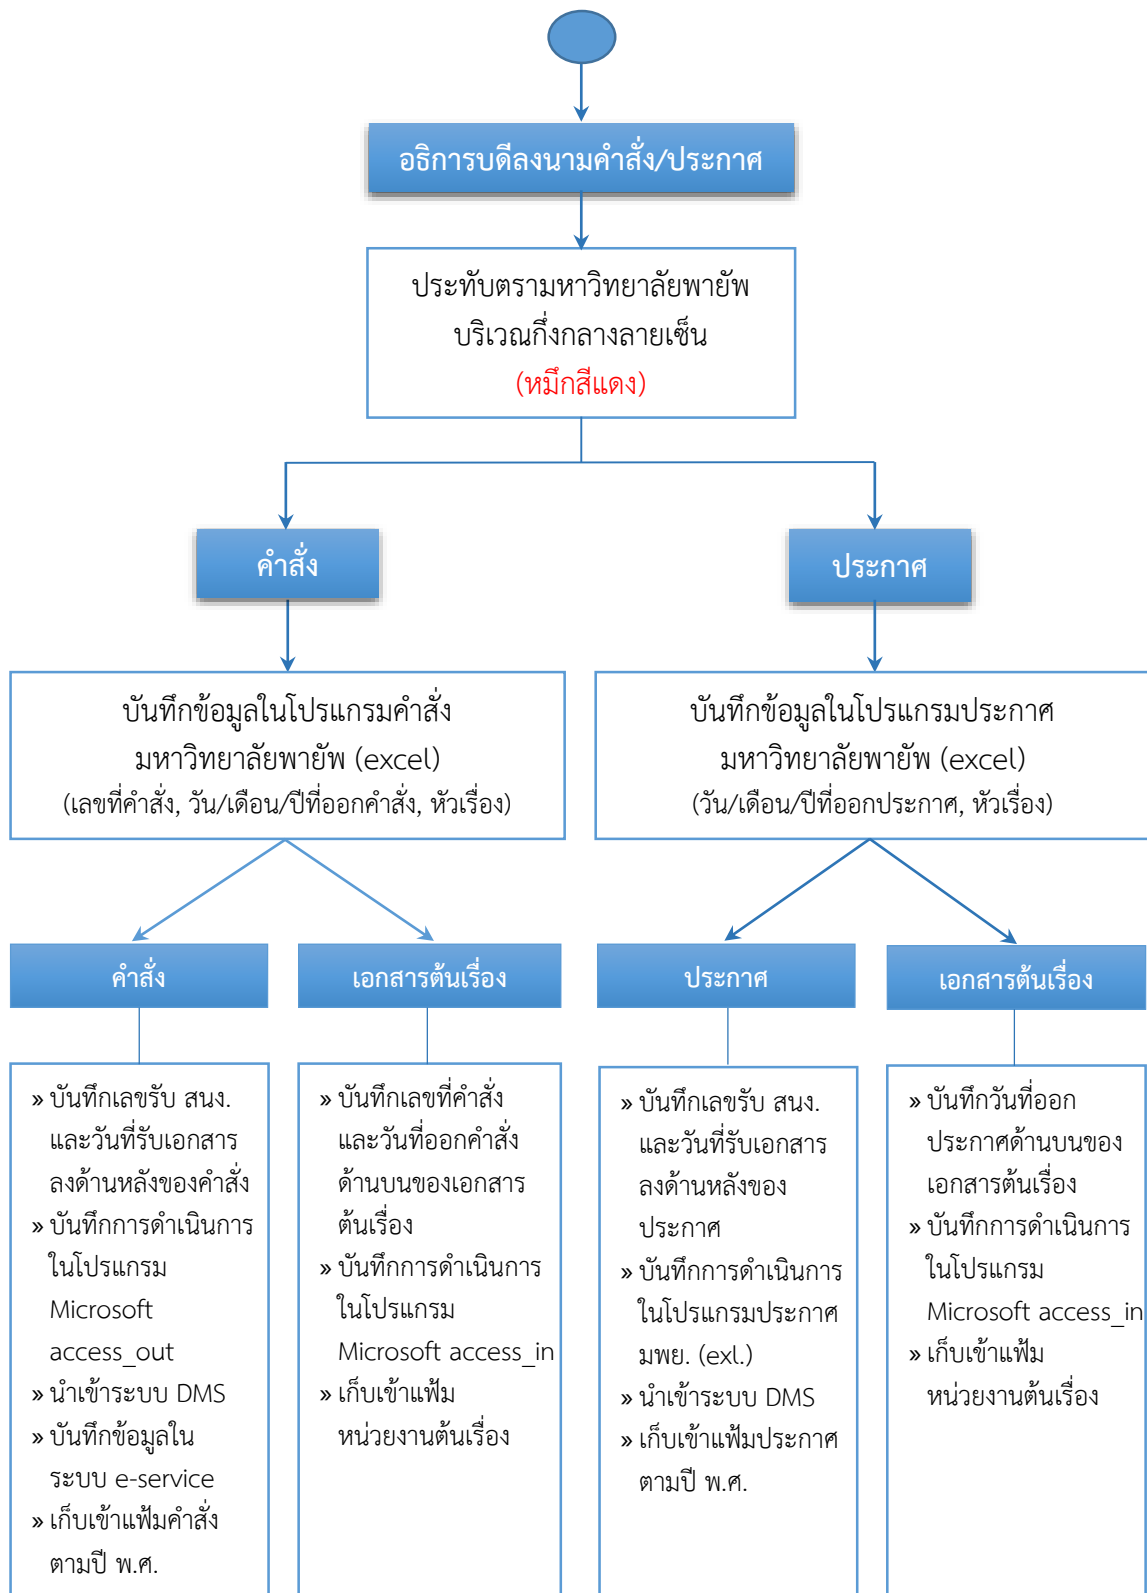 อธิการบดีลงนามคำสั่ง/ประกาศ
ประทับตรามหาวิทยาลัยพายัพ
บริเวณกึ่งกลางลายเซ็น
(หมึกสีแดง)
คำสั่ง
ประกาศ
บันทึกข้อมูลในโปรแกรมคำสั่ง
มหาวิทยาลัยพายัพ (excel)
(เลขที่คำสั่ง, วัน/เดือน/ปีที่ออกคำสั่ง, หัวเรื่อง)
บันทึกข้อมูลในโปรแกรมประกาศ
มหาวิทยาลัยพายัพ (excel)
(วัน/เดือน/ปีที่ออกประกาศ, หัวเรื่อง)
คำสั่ง
เอกสารต้นเรื่อง
ประกาศ
เอกสารต้นเรื่อง
» บันทึกเลขรับ สนง.
และวันที่รับเอกสาร
ลงด้านหลังของคำสั่ง
» บันทึกการดำเนินการ
ในโปรแกรม
Microsoft
access_out
» นำเข้าระบบ DMS
» บันทึกข้อมูลใน
ระบบ e-service
» เก็บเข้าแฟ้มคำสั่ง
ตามปี พ.ศ.
» บันทึกเลขที่คำสั่ง
และวันที่ออกคำสั่ง
ด้านบนของเอกสาร
ต้นเรื่อง
» บันทึกการดำเนินการ
ในโปรแกรม
Microsoft access_in
» เก็บเข้าแฟ้ม
หน่วยงานต้นเรื่อง
» บันทึกเลขรับ สนง.
และวันที่รับเอกสาร
ลงด้านหลังของ
ประกาศ
» บันทึกการดำเนินการ
ในโปรแกรมประกาศ
มพย. (exl.)
» นำเข้าระบบ DMS
» เก็บเข้าแฟ้มประกาศ
ตามปี พ.ศ.
» บันทึกวันที่ออก
ประกาศด้านบนของ
เอกสารต้นเรื่อง
» บันทึกการดำเนินการ
ในโปรแกรม
Microsoft access_in
» เก็บเข้าแฟ้ม
หน่วยงานต้นเรื่อง